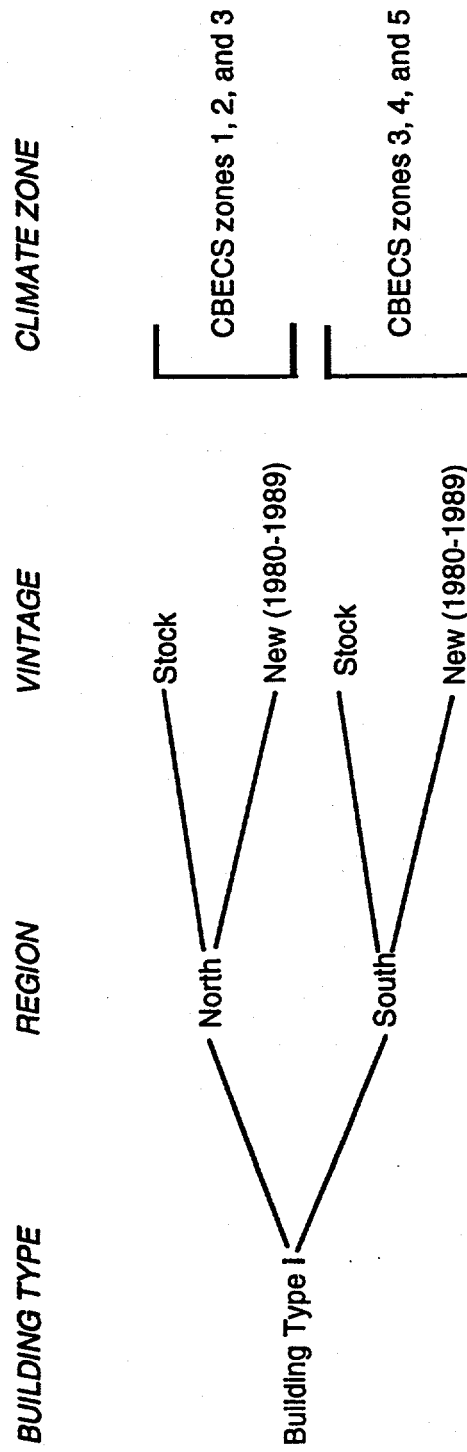 BUILDING TYPE REGION VINTAGE CLIMATE ZONE
Stock
North CBECS zones 1, 2, and 3
New (1980-1989)
Building Type I
Stock
South CBECS zones 3, 4, and 5
New (1980-1989)